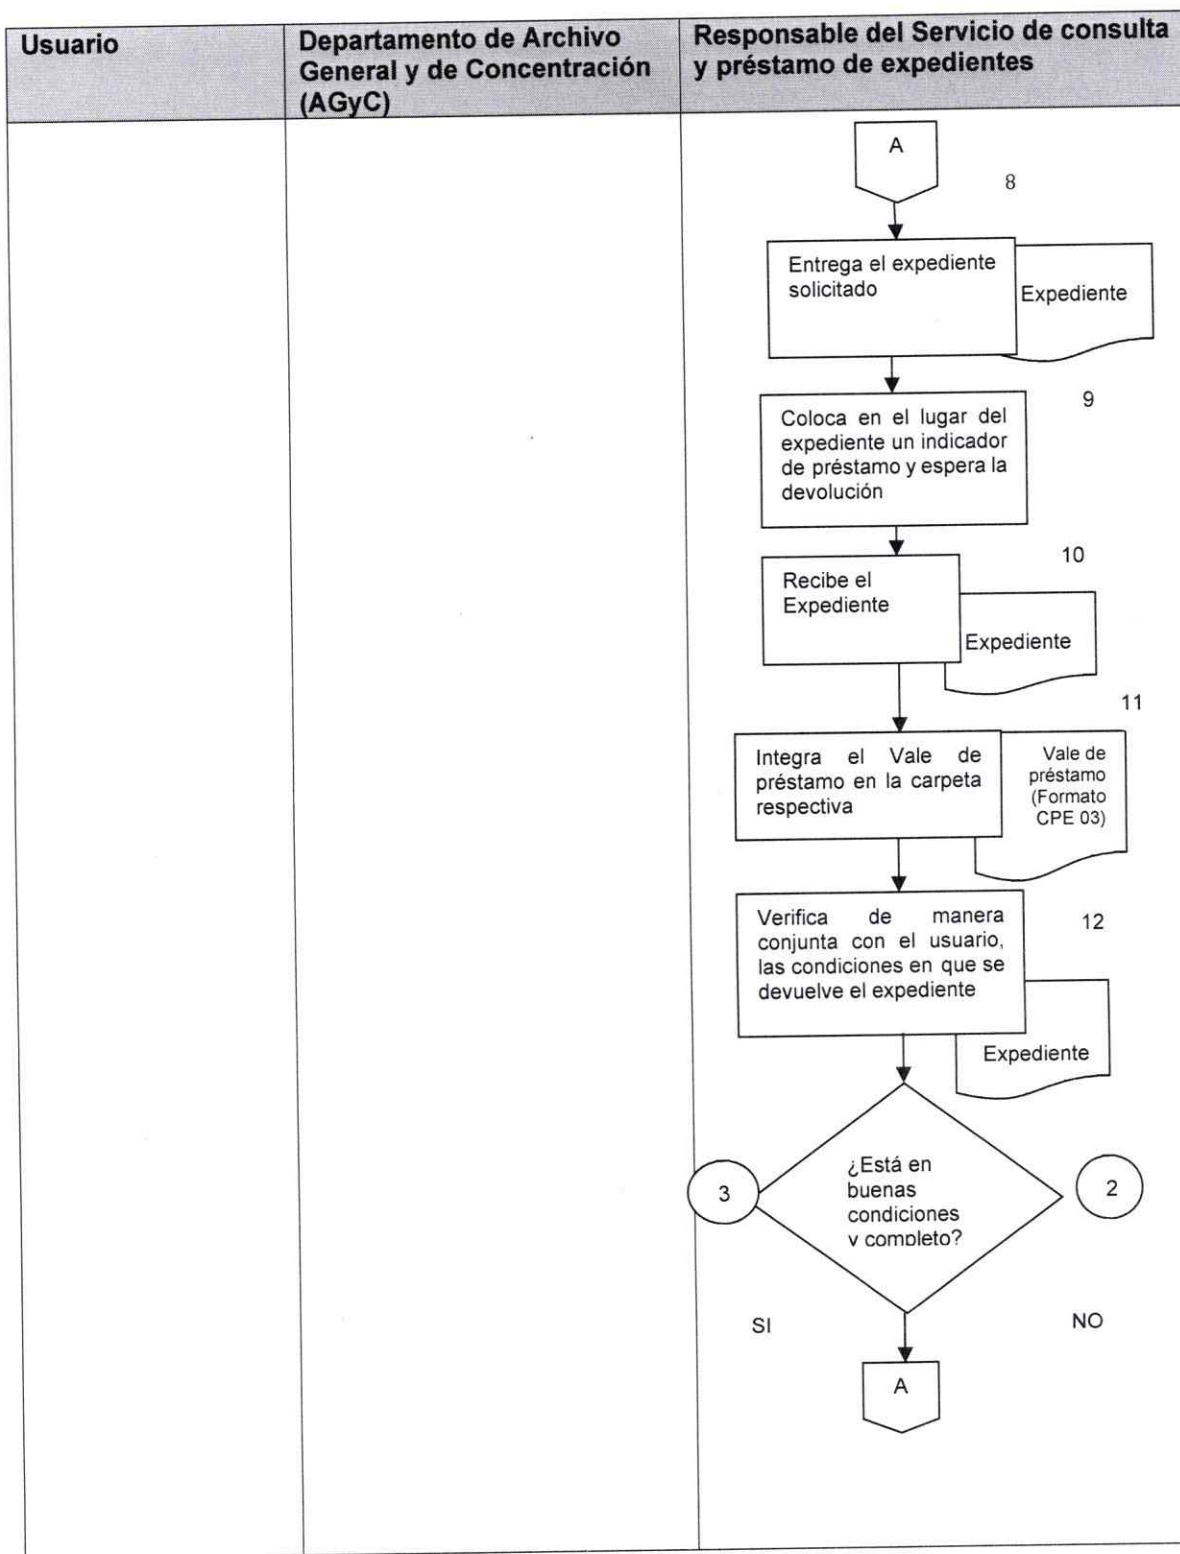 Usuario
Departamento de Archivo
General y de Concentración
(AGyC)
Responsable del Servicio de consulta
y préstamo de expedientes
A
8
Entrega el expediente
solicitado
Expediente
9
Coloca en el lugar del
expediente un indicador
de préstamo y espera la
devolución
10
Recibe el
Expediente
Expediente
11
Integra el Vale de
préstamo en la carpeta
respectiva
Vale de
préstamo
(Formato
CPE 03)
12
Verifica de manera
conjunta con el usuario,
las condiciones en que se
devuelve el expediente
Expediente
¿Está en
buenas
condiciones
y completo?
3
2
SI
NO
A